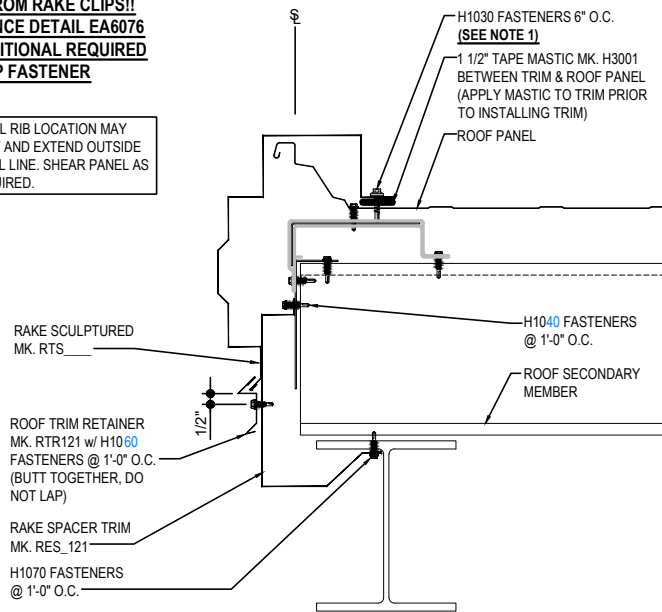 ROM RAKE CLIPS!!
NCE DETAIL EA6076
ITIONAL REQUIRED
P FASTENER
L RIB LOCATION MAY
Y AND EXTEND OUTSIDE
L LINE. SHEAR PANEL AS
UIRED.
H1030 FASTENERS 6" O.C.
(SEE NOTE 1)
1 1/2" TAPE MASTIC MK. H3001
BETWEEN TRIM & ROOF PANEL
(APPLY MASTIC TO TRIM PRIOR
TO INSTALLING TRIM)
ROOF PANEL
RAKE SCULPTURED
MK. RTS____
1/2"
ROOF TRIM RETAINER
MK. RTR121 w/ H1060
FASTENERS @ 1'-0" O.C.
(BUTT TOGETHER, DO
NOT LAP)
RAKE SPACER TRIM
MK. RES_121
H1070 FASTENERS
@ 1'-0" O.C.
H1040 FASTENERS
@ 1'-0" O.C.
ROOF SECONDARY
MEMBER